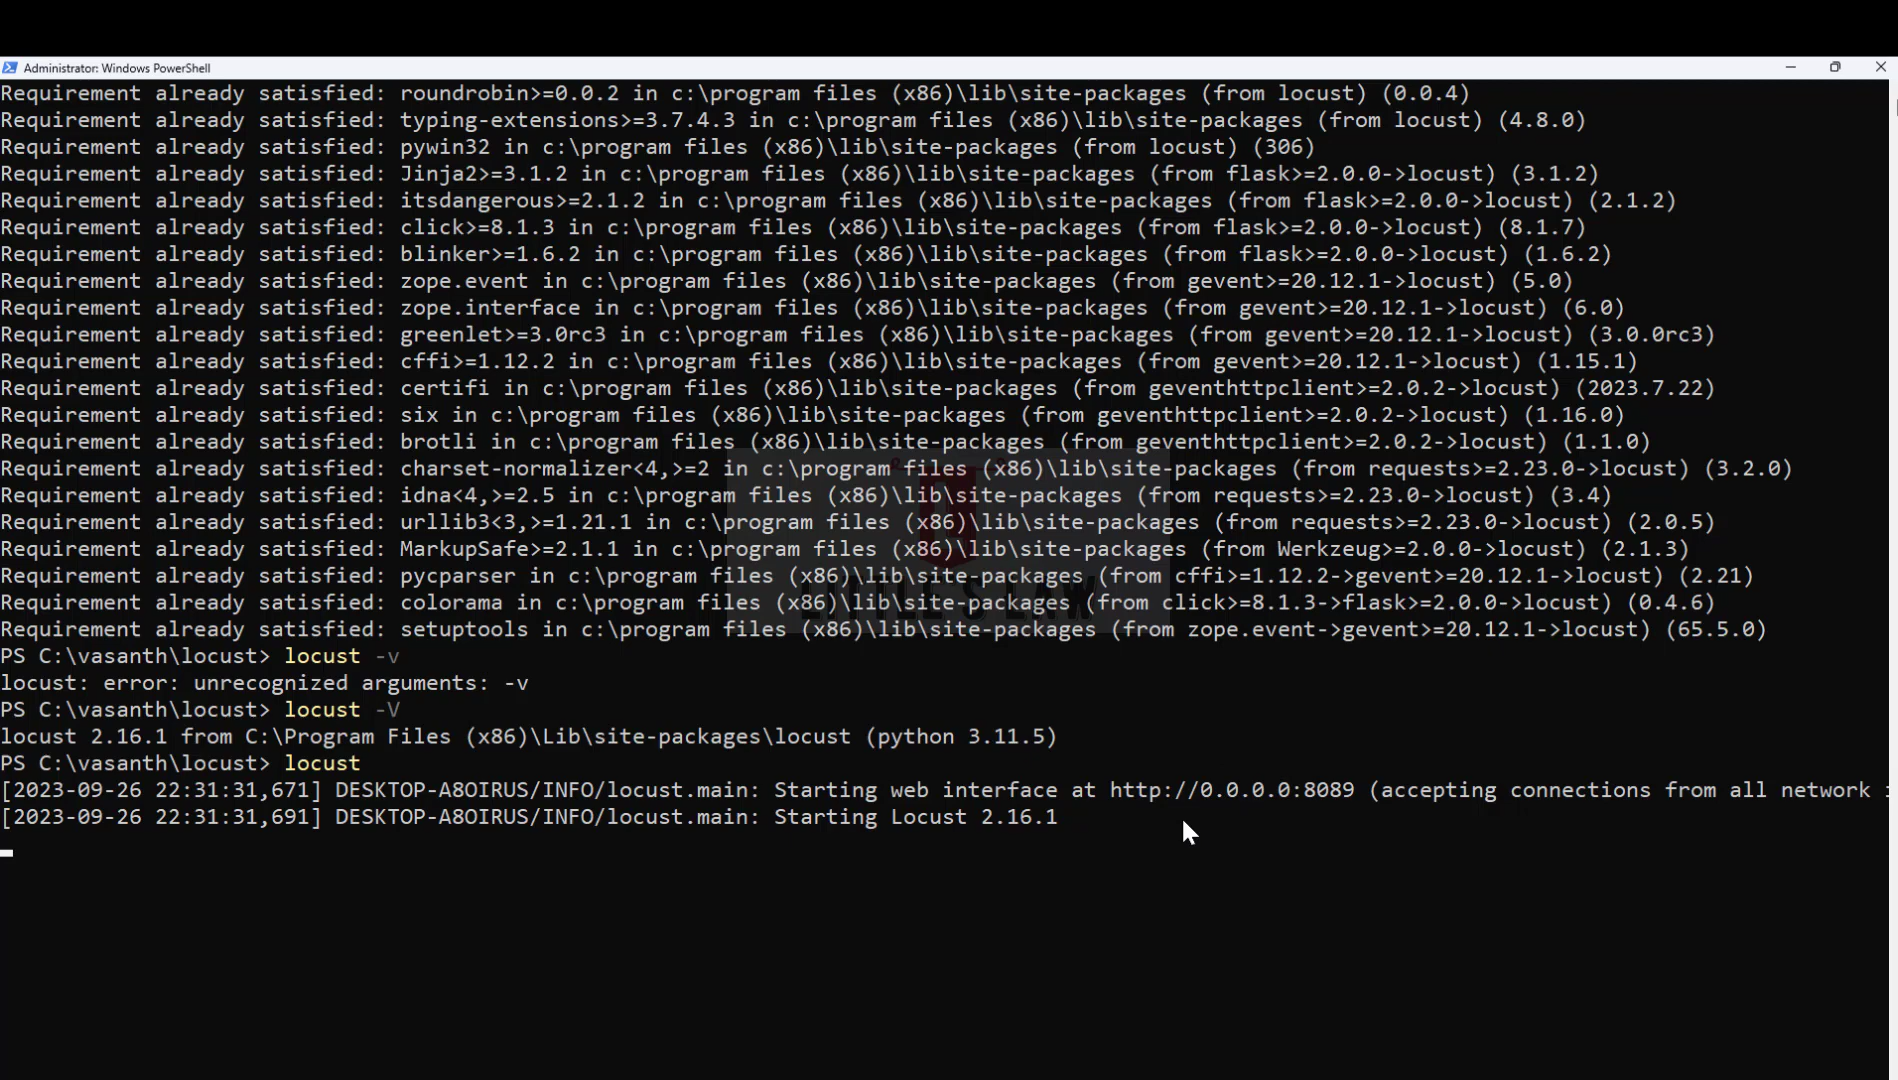 Administrator: Windows PowerShell
Requirement already satisfied: roundrobin>=0.0.2 in c:\program files (x86)\lib\site-packages (from locust) (0.0.4)
Requirement already satisfied: typing-extensions>=3.7.4.3 in c:\program files (x86)\lib\site-packages (from locust) (4.8.0)
Requirement already satisfied: pywin32 in c:\program files (x86)\lib\site-packages (from locust) (306)
Requirement already satisfied: Jinja2>=3.1.2 in c:\program files (x86)\lib\site-packages (from flask>=2.0.0->locust) (3.1.2)
Requirement already satisfied: itsdangerous>=2.1.2 in c:\program files (x86)\lib\site-packages (from flask>=2.0.0->locust) (2.1.2)
Requirement already satisfied: click>=8.1.3 in c:\program files (x86)\lib\site-packages (from flask>=2.0.0->locust) (8.1.7)
Requirement already satisfied: blinker>=1.6.2 in c:\program files (x86)\lib\site-packages (from flask>=2.0.0->locust) (1.6.2)
Requirement already satisfied: zope.event in c:\program files (x86)\lib\site-packages (from gevent>=20.12.1->locust) (5.0)
Requirement already satisfied: zope.interface in c:\program files (x86)\lib\site-packages (from gevent>=20.12.1->locust) (6.0)
Requirement already satisfied: greenlet>=3.0rc3 in c:\program files (x86)\lib\site-packages (from gevent>=20.12.1->locust) (3.0.0rc3)
Requirement already satisfied: cffi>=1.12.2 in c:\program files (x86)\lib\site-packages (from gevent>=20.12.1->locust) (1.15.1)
Requirement already satisfied: certifi in c:\program files (x86)\lib\site-packages (from geventhttpclient>=2.0.2->locust) (2023.7.22)
Requirement already satisfied: six in c:\program files (x86)\lib\site-packages (from geventhttpclient>=2.0.2->locust) (1.16.0)
Requirement already satisfied: brotli in c:\program files (x86)\lib\site-packages (from geventhttpclient>=2.0.2->locust) (1.1.0)
Requirement already satisfied: charset-normalizer<4,>=2 in c:\program files (x86)\lib\site-packages (from requests>=2.23.0->locust) (3.2.0)
Requirement already satisfied: idna<4,>=2.5 in c:\program files (x86)\lib\site-packages (from requests>=2.23.0->locust) (3.4)
Requirement already satisfied: urllib3<3,>=1.21.1 in c:\program files (x86)\lib\site-packages (from requests>=2.23.0->locust) (2.0.5)
Requirement already satisfied: MarkupSafe>=2.1.1 in c:\program files (x86)\lib\site-packages (from Werkzeug>=2.0.0->locust) (2.1.3)
Requirement already satisfied: pycparser in c:\program files (x86)\lib\site-packages (from cffi>=1.12.2->gevent>=20.12.1->locust) (2.21)
Requirement already satisfied: colorama in c:\program files (x86)\lib\site-packages (from click>=8.1.3->flask>=2.0.0->locust) (0.4.6)
LITTLE'S LAW
Requirement already satisfied: setuptools in c:\program files (x86)\lib\site-packages (from zope.event->gevent>=20.12.1->locust) (65.5.0)
PS C:\vasanth\locust> locust -v
locust: error: unrecognized arguments: -v
PS C:\vasanth\locust> locust -V
locust 2.16.1 from C:\Program Files (x86)\Lib\site-packages\locust (python 3.11.5)
PS C:\vasanth\locust> locust
[2023-09-26 22:31:31,671] DESKTOP-A8OIRUS/INFO/locust.main: Starting web interface at http://0.0.0.0:8089 (accepting connections from all network
[2023-09-26 22:31:31,691] DESKTOP-A8OIRUS/INFO/locust.main: Starting Locust 2.16.1